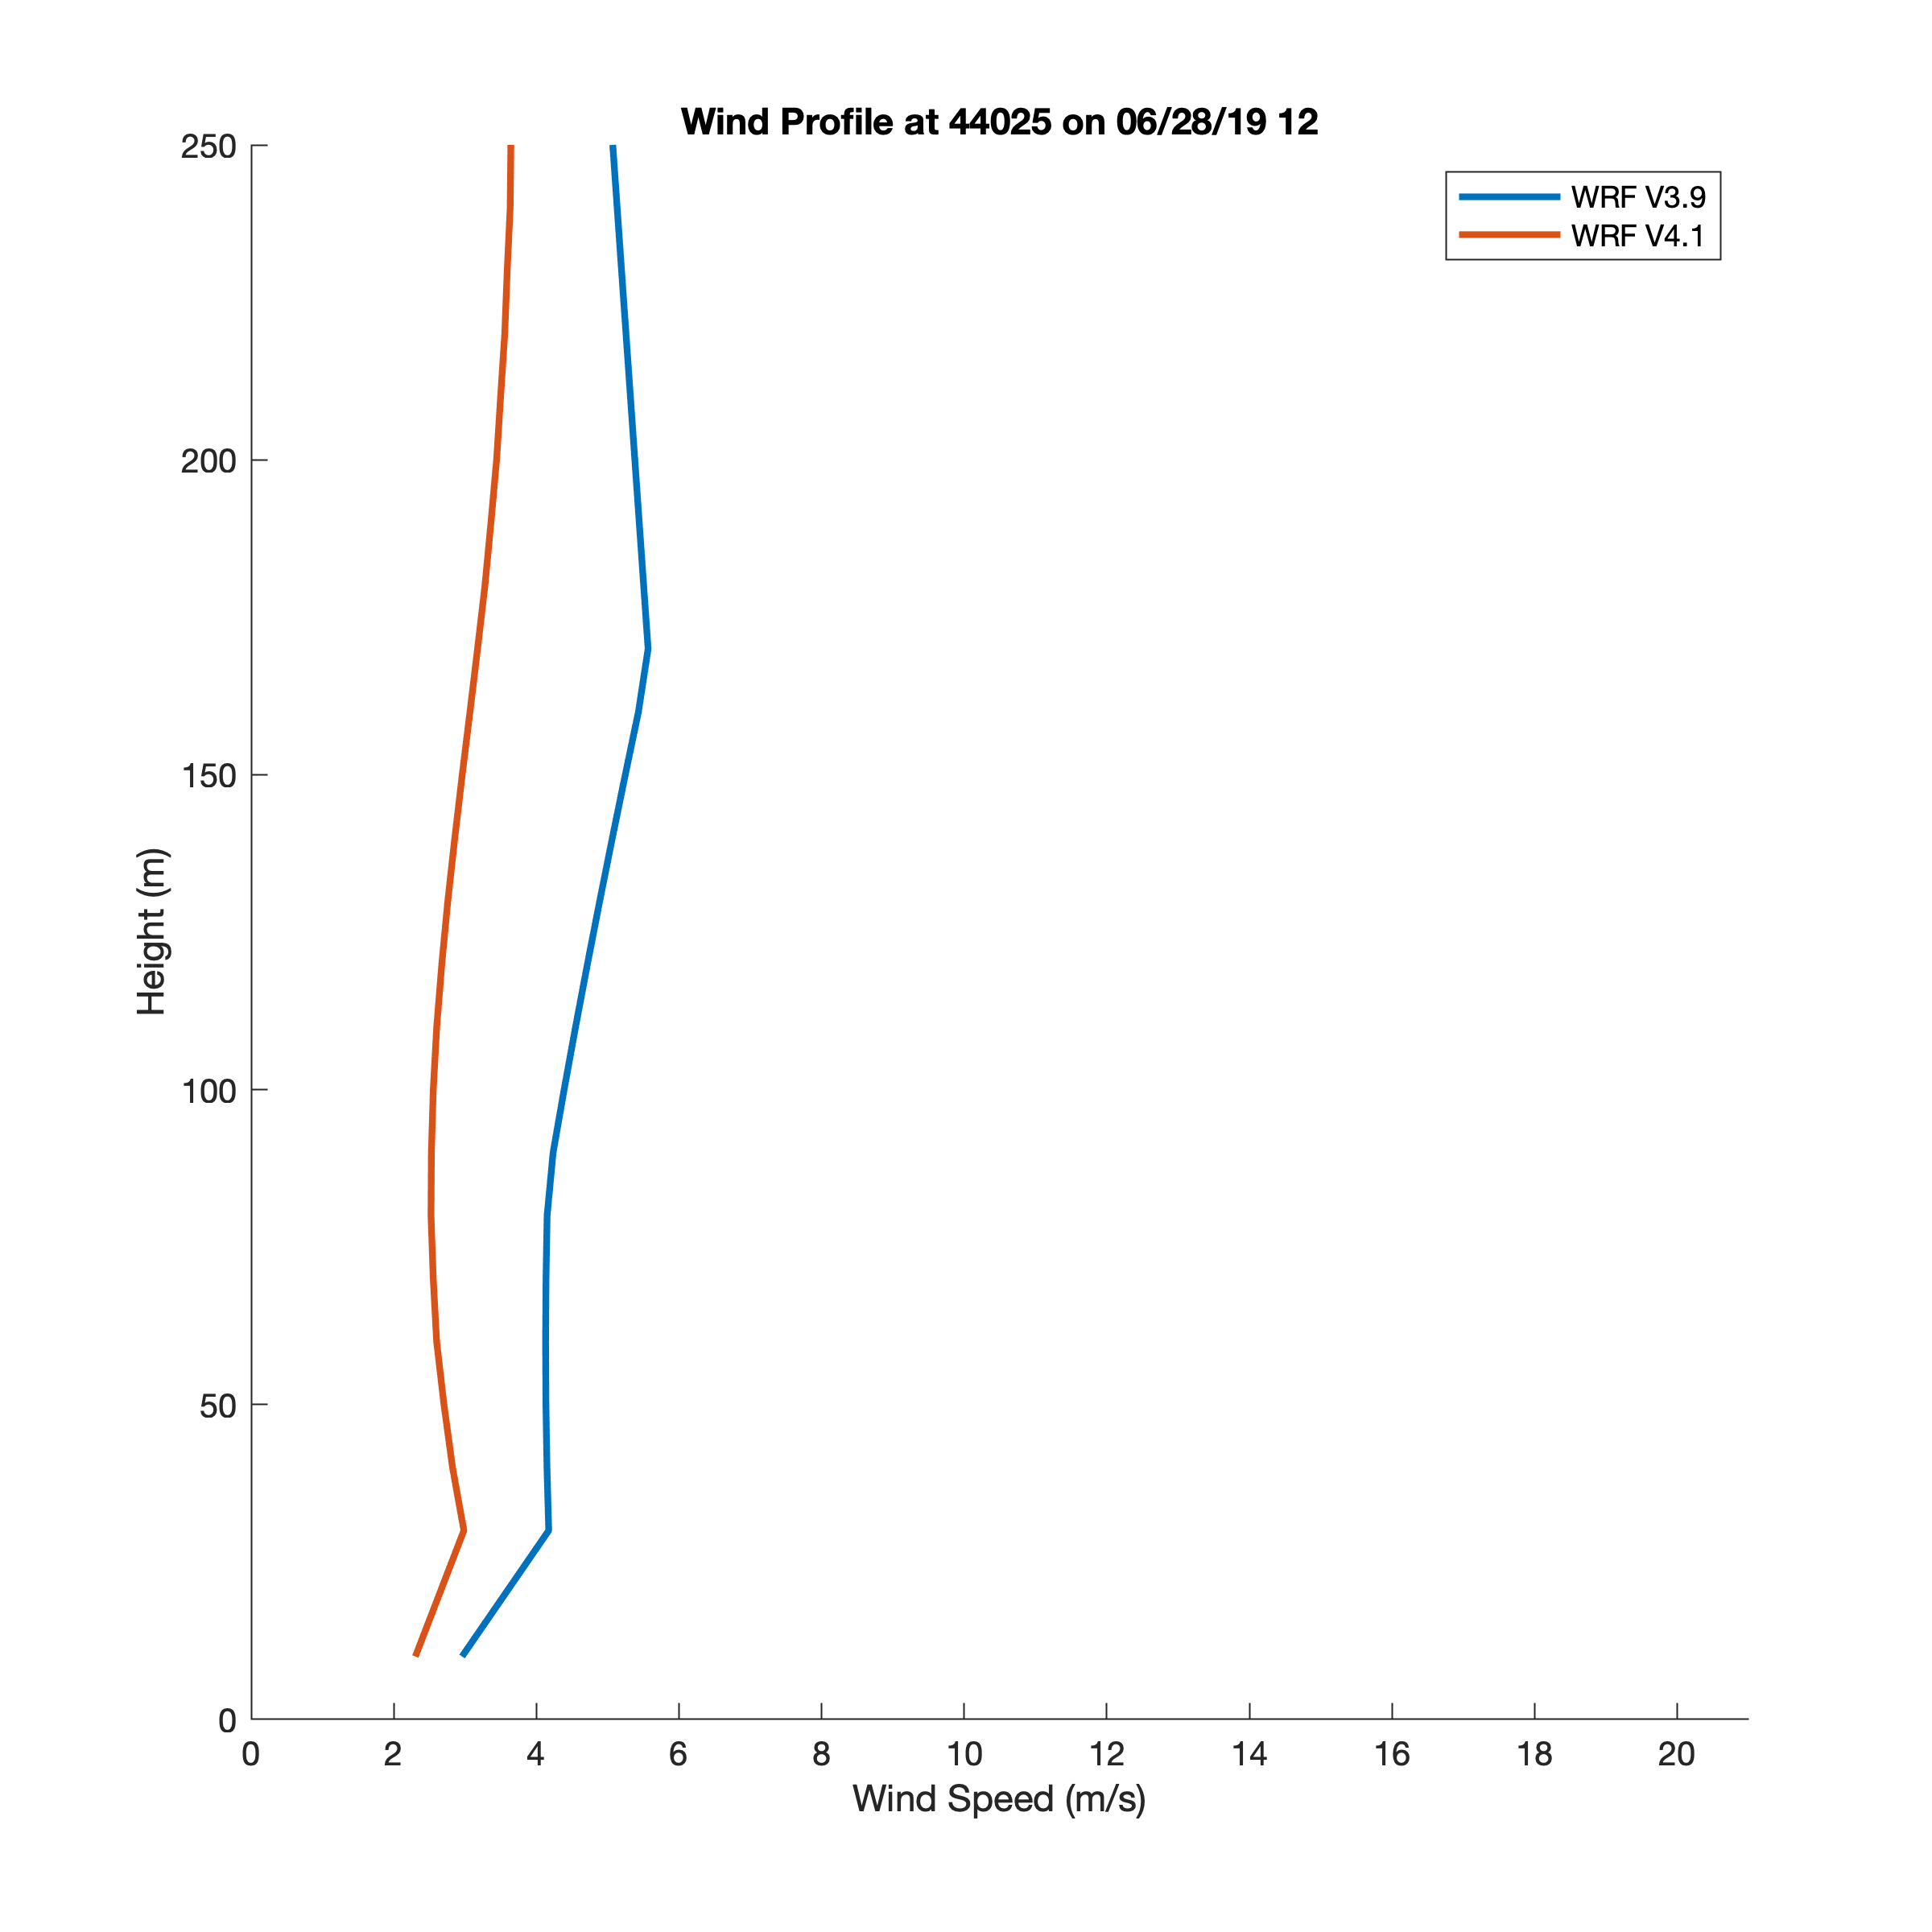 Wind Profile at 44025 on 06/28/19 12
WRF V3.9
WRF V4.1
250
200
150
100
50
0
Height (m)
0 2 4 6 8 10 12 14 16 18 20
Wind Speed (m/s)